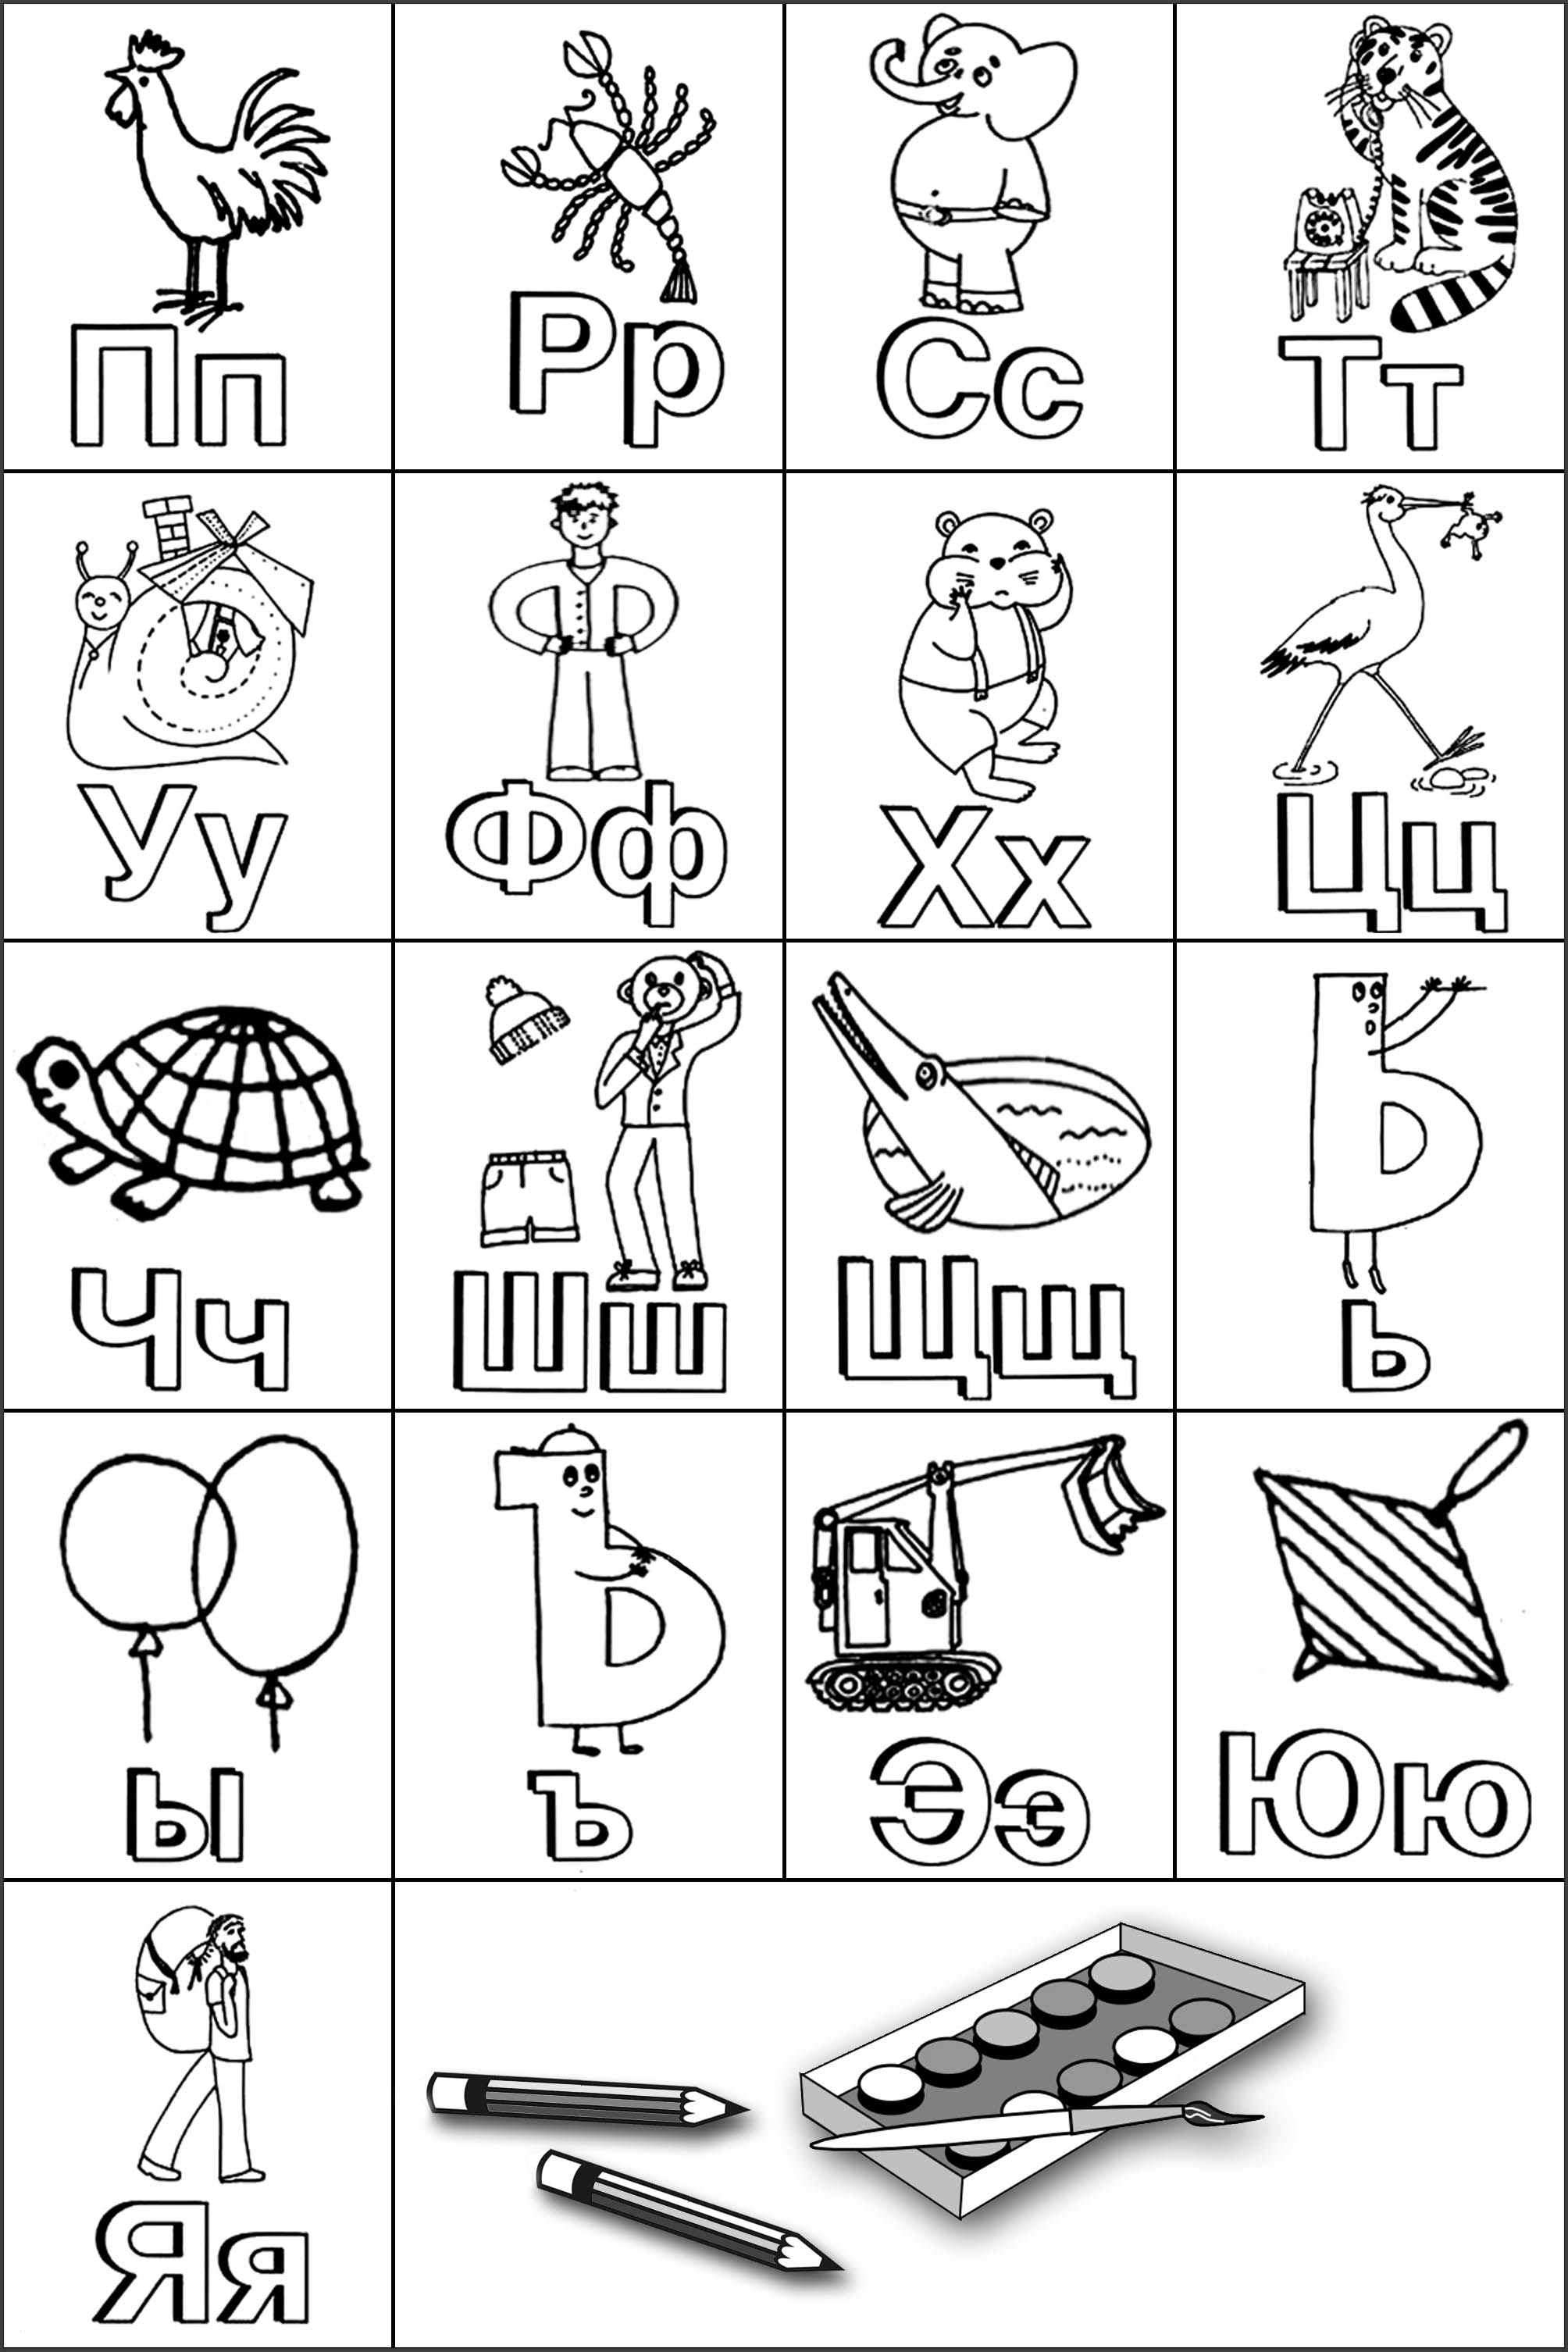 Пп
Рр
Сс
Тт
Уу
Фф
Хх
Цц
Чч
Шш
Щщ
ь
ы
ъ
Ээ
Юю
Яя